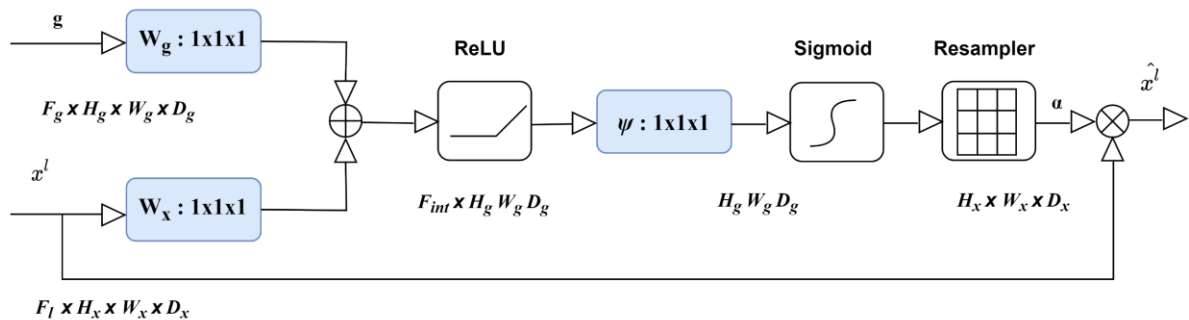 g
W_g : 1x1x1
F_g x H_g x W_g x D_g
x^l
W_x : 1x1x1
F_l x H_x x W_x x D_x
ReLU
F_int x H_g W_g D_g
ψ : 1x1x1
Sigmoid
H_g W_g D_g
Resampler
H_x x W_x x D_x
α
x̂^l